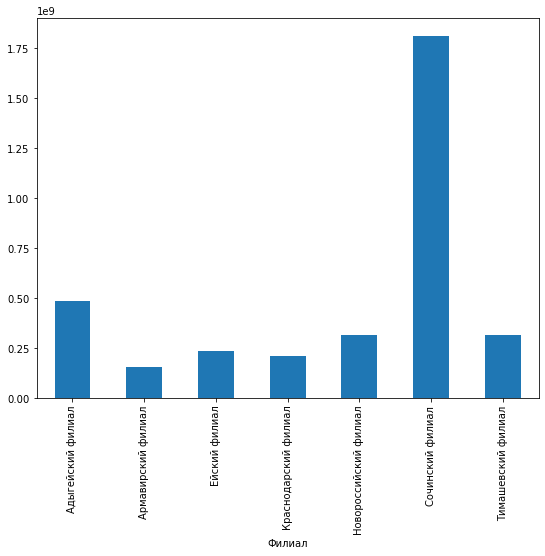 1e9
1.75
1.50
1.25
1.00
0.75
0.50
0.25
0.00
Адыгейский филиал
Армавирский филиал
Ейский филиал
Краснодарский филиал
Новороссийский филиал
Сочинский филиал
Тимашевский филиал
Филиал